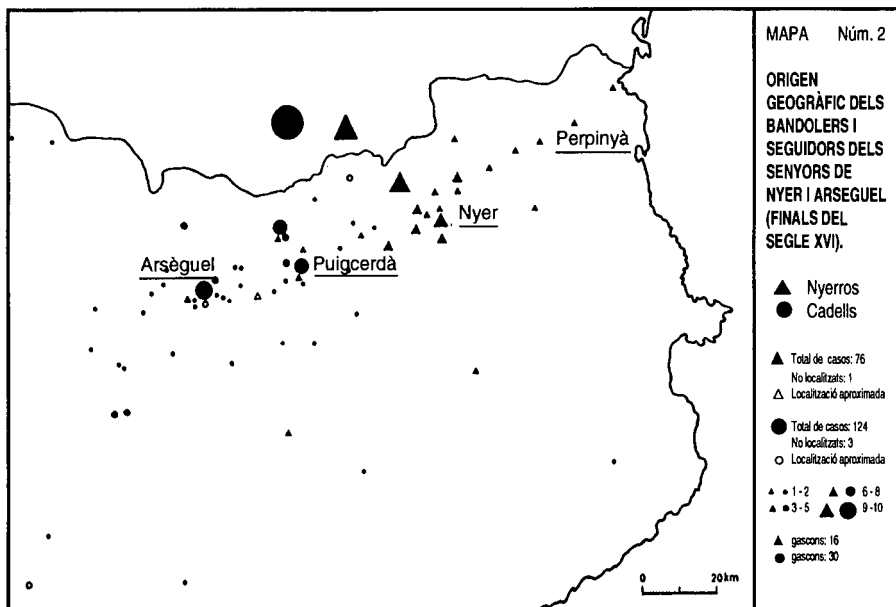 MAPA Núm. 2
ORIGEN
GEOGRÀFIC DELS
BANDOLERS I
SEGUIDORS DELS
SENYORS DE
NYER I ARSEGUEL
(FINALS DEL
SEGLE XVI).
Nyerros
Cadells
Total de casos: 76
No localitzats: 1
Localització aproximada
Total de casos: 124
No localitzats: 3
Localització aproximada
1-2 6-8
3-5 9-10
gascons: 16
gascons: 30
Perpinyà
Nyer
Arsèguel
Puigcerdà
0 20km